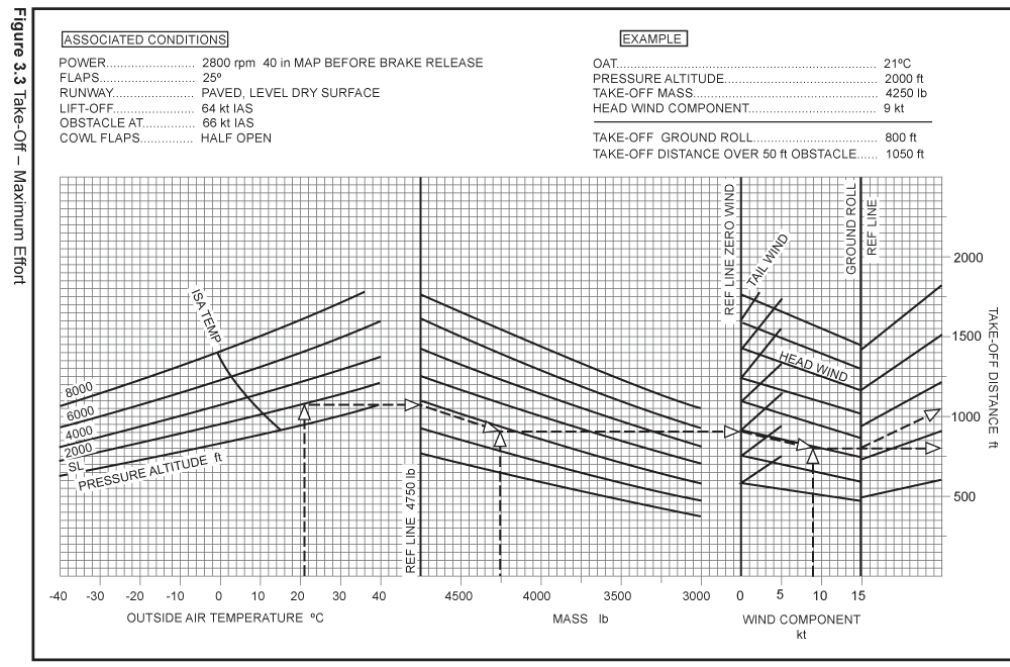 Figure 3.3 Take-Off – Maximum Effort
ASSOCIATED CONDITIONS
POWER........................ 2800 rpm 40 in MAP BEFORE BRAKE RELEASE
FLAPS......................... 25º
RUNWAY..................... PAVED, LEVEL DRY SURFACE
LIFT-OFF..................... 64 kt IAS
OBSTACLE AT............. 66 kt IAS
COWL FLAPS.............. HALF OPEN
EXAMPLE
OAT.................................................................... 21ºC
PRESSURE ALTITUDE....................................... 2000 ft
TAKE-OFF MASS................................................ 4250 lb
HEAD WIND COMPONENT................................ 9 kt
TAKE-OFF GROUND ROLL............................... 800 ft
TAKE-OFF DISTANCE OVER 50 ft OBSTACLE...... 1050 ft
ISA TEMP
8000
6000
4000
2000
SL
PRESSURE ALTITUDE ft
REF LINE 4750 lb
REF LINE ZERO WIND
TAIL WIND
HEAD WIND
GROUND ROLL
REF LINE
2000
1500
1000
500
TAKE-OFF DISTANCE ft
-40 -30 -20 -10 0 10 20 30 40
OUTSIDE AIR TEMPERATURE ºC
4500 4000 3500 3000
MASS lb
0 5 10 15
WIND COMPONENT
kt